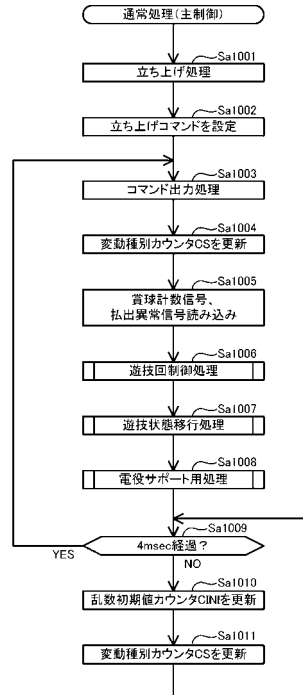 通常処理(主制御)
Sa1001
立ち上げ処理
Sa1002
立ち上げコマンドを設定
Sa1003
コマンド出力処理
Sa1004
変動種別カウンタCSを更新
Sa1005
賞球計数信号、
払出異常信号読み込み
Sa1006
遊技回制御処理
Sa1007
遊技状態移行処理
Sa1008
電役サポート用処理
Sa1009
4msec経過？
YES
NO
Sa1010
乱数初期値カウンタCINIを更新
Sa1011
変動種別カウンタCSを更新